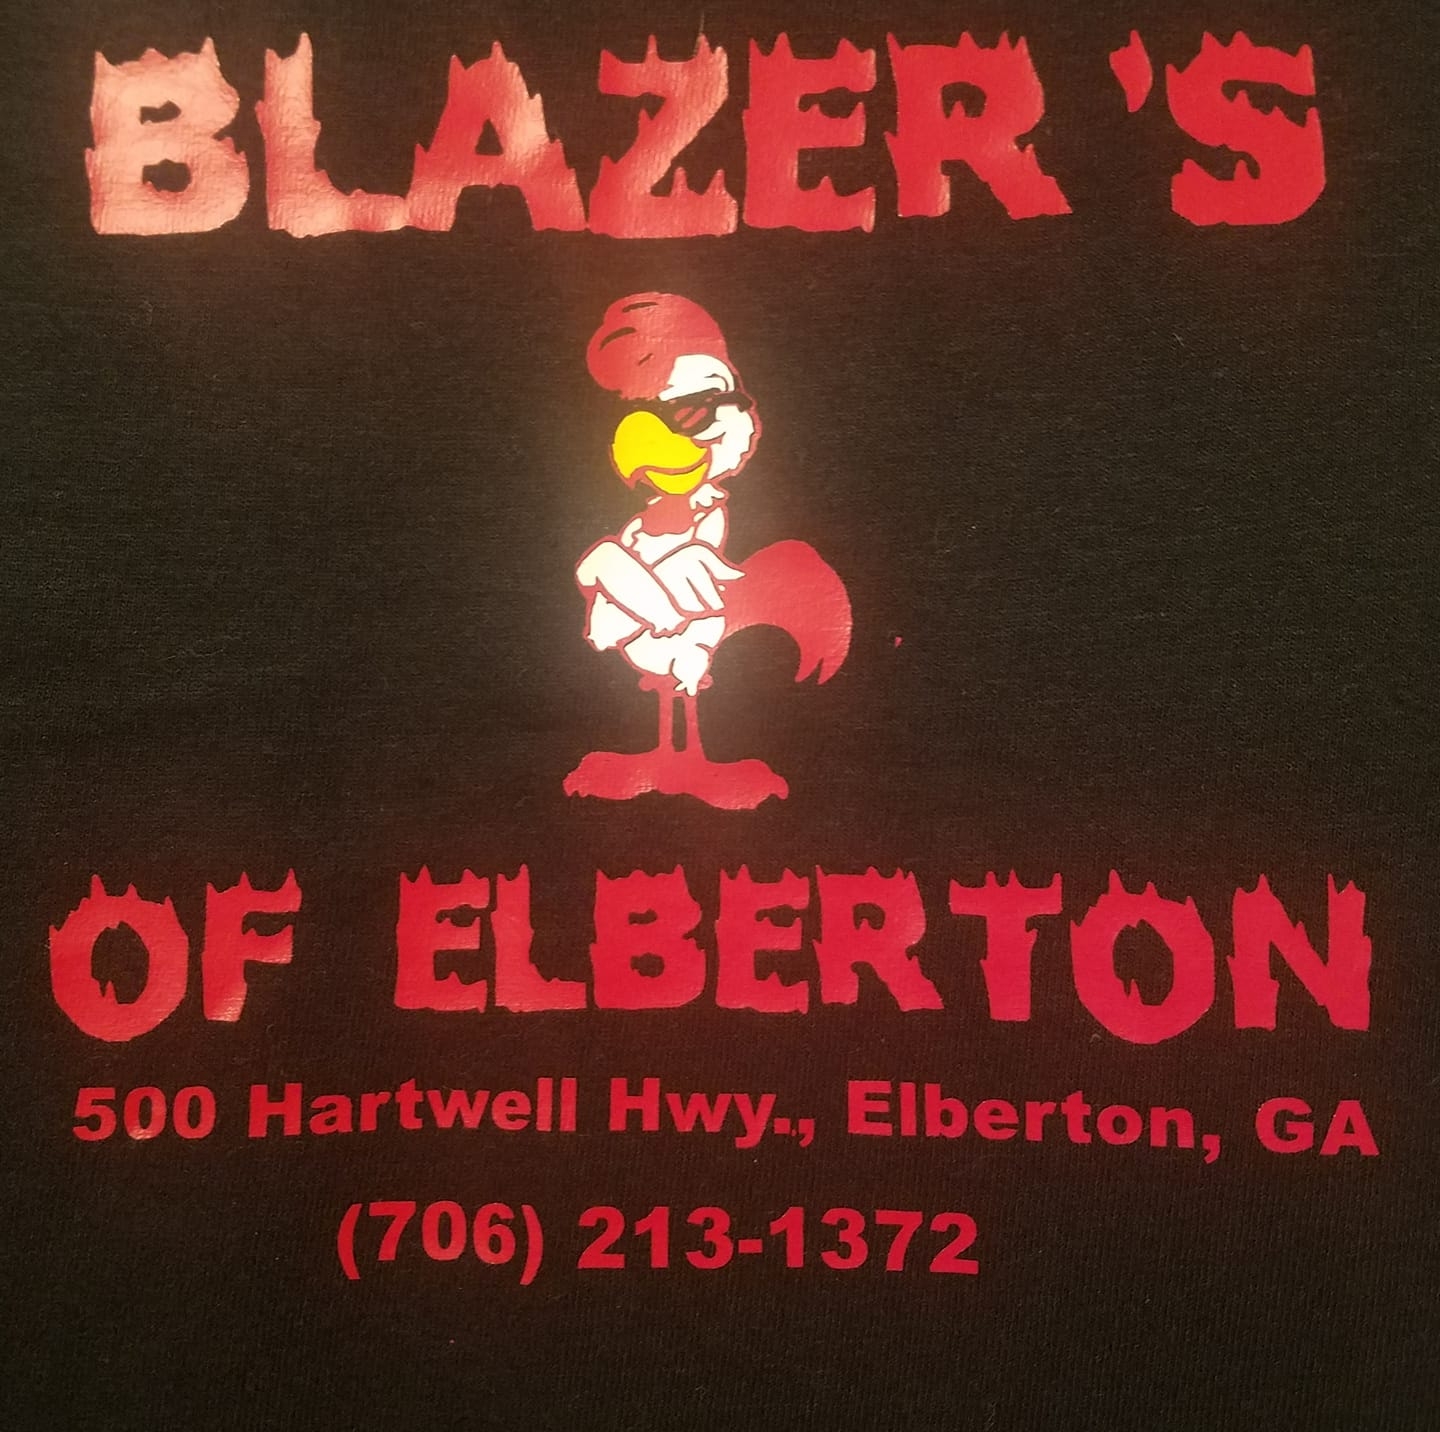 BLAZER'S
OF ELBERTON
500 Hartwell Hwy., Elberton, GA
(706) 213-1372